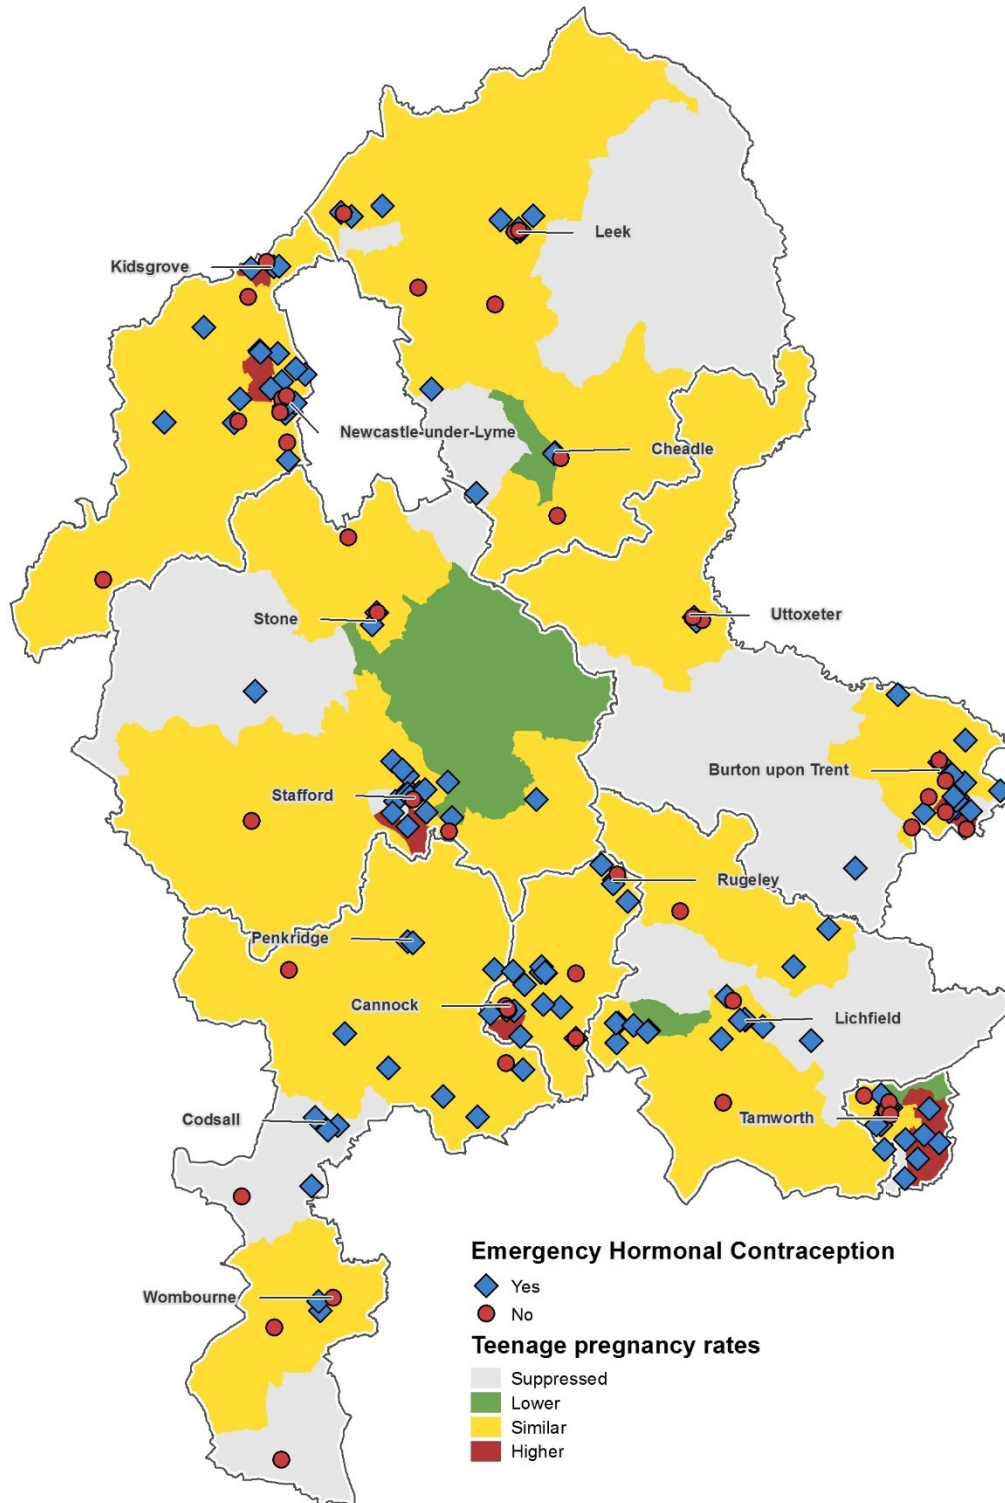 Leek
Kidsgrove
Newcastle-under-Lyme
Cheadle
Stone
Uttoxeter
Burton upon Trent
Stafford
Rugeley
Penkridge
Cannock
Lichfield
Codsall
Tamworth
Wombourne
Emergency Hormonal Contraception
Yes
No
Teenage pregnancy rates
Suppressed
Lower
Similar
Higher